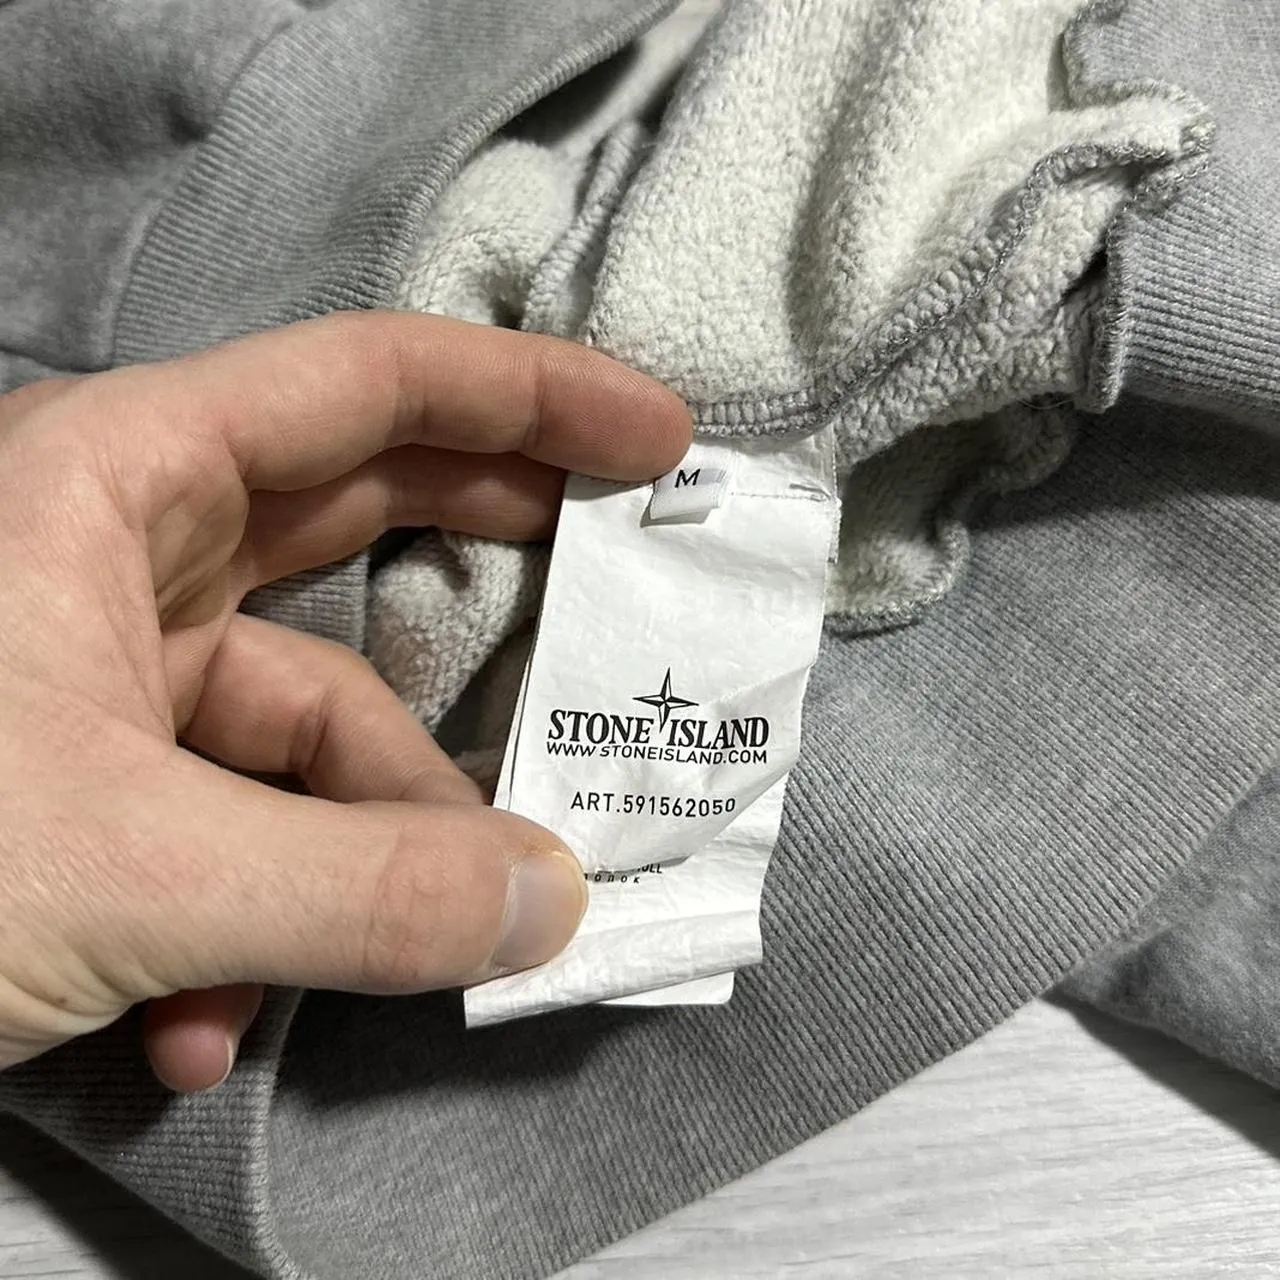 M
STONE ISLAND
WWW STONEISLAND.COM
ART.591562050